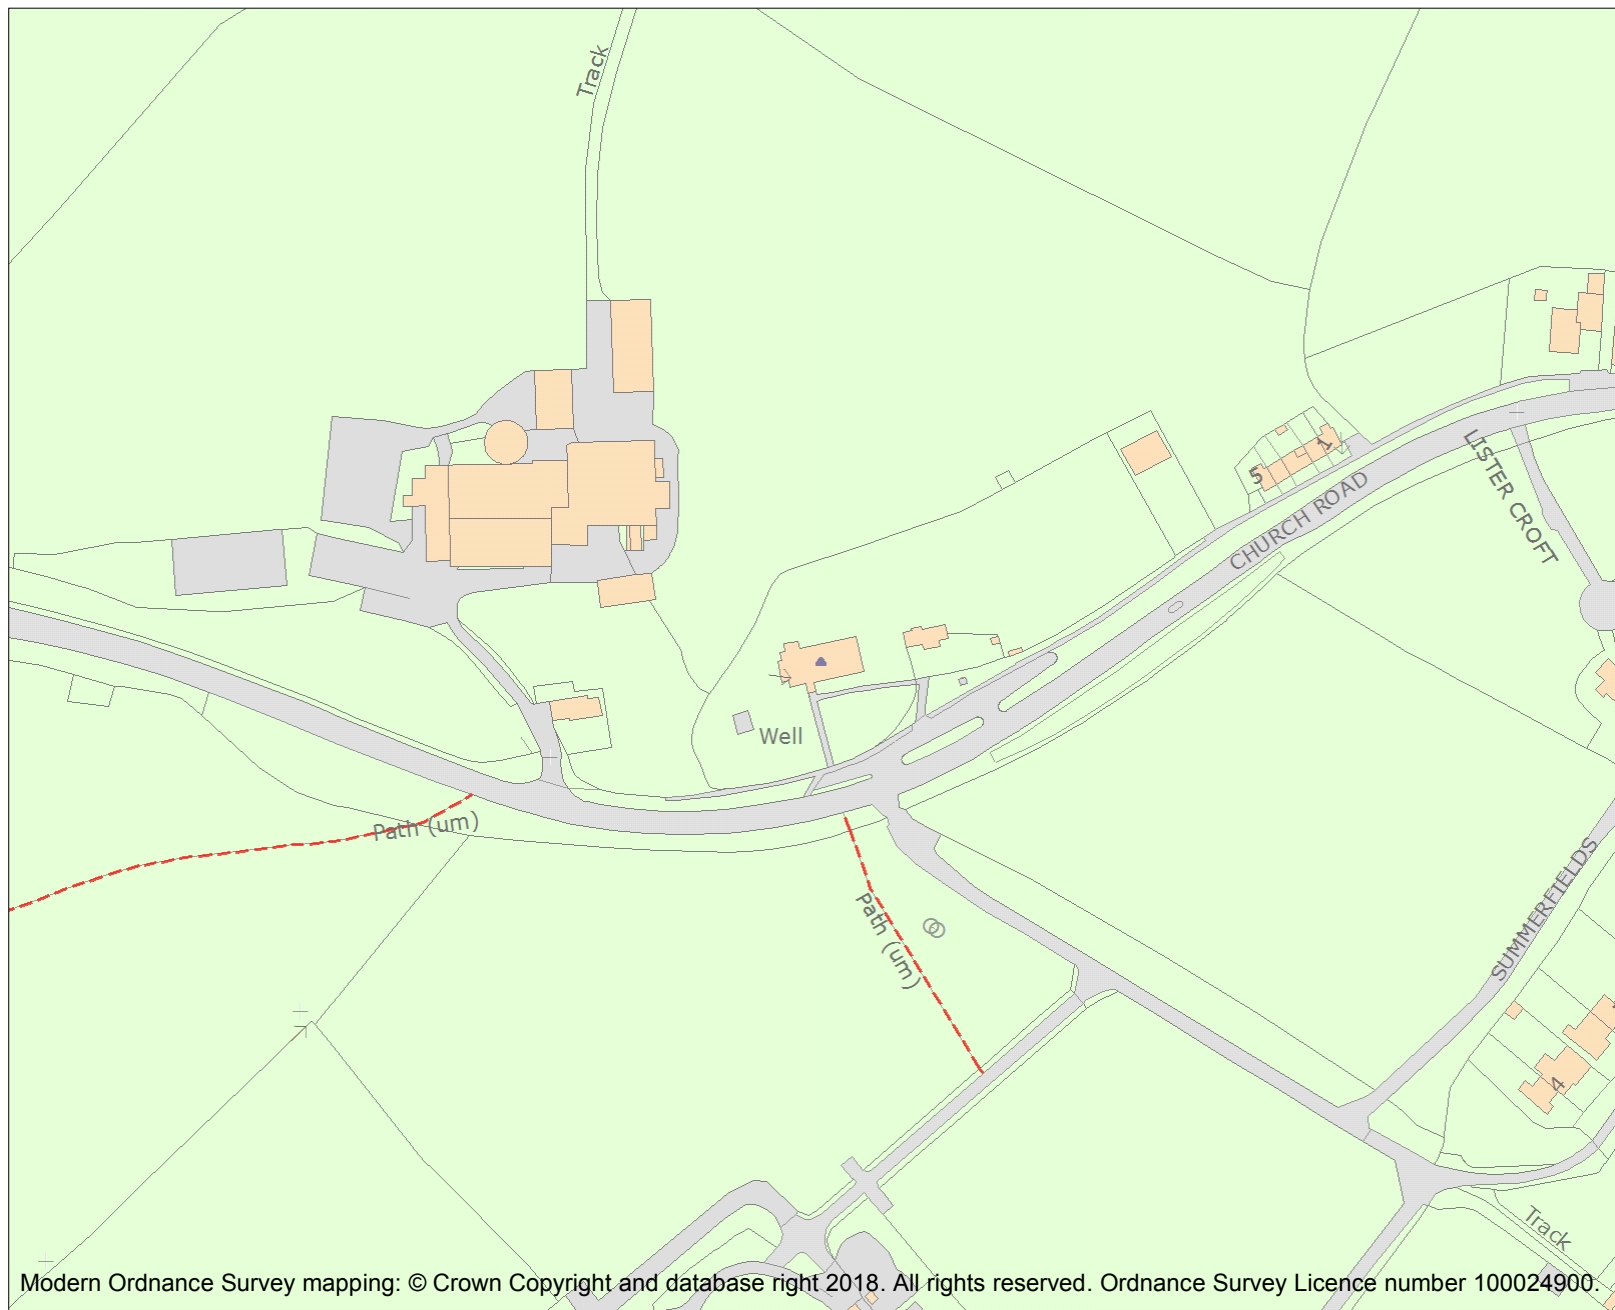 Track
5
1
CHURCH ROAD
LISTER CROFT
Well
Path (um)
Path (um)
SUMMERFIELDS
4
Track
Modern Ordnance Survey mapping: © Crown Copyright and database right 2018. All rights reserved. Ordnance Survey Licence number 100024900.